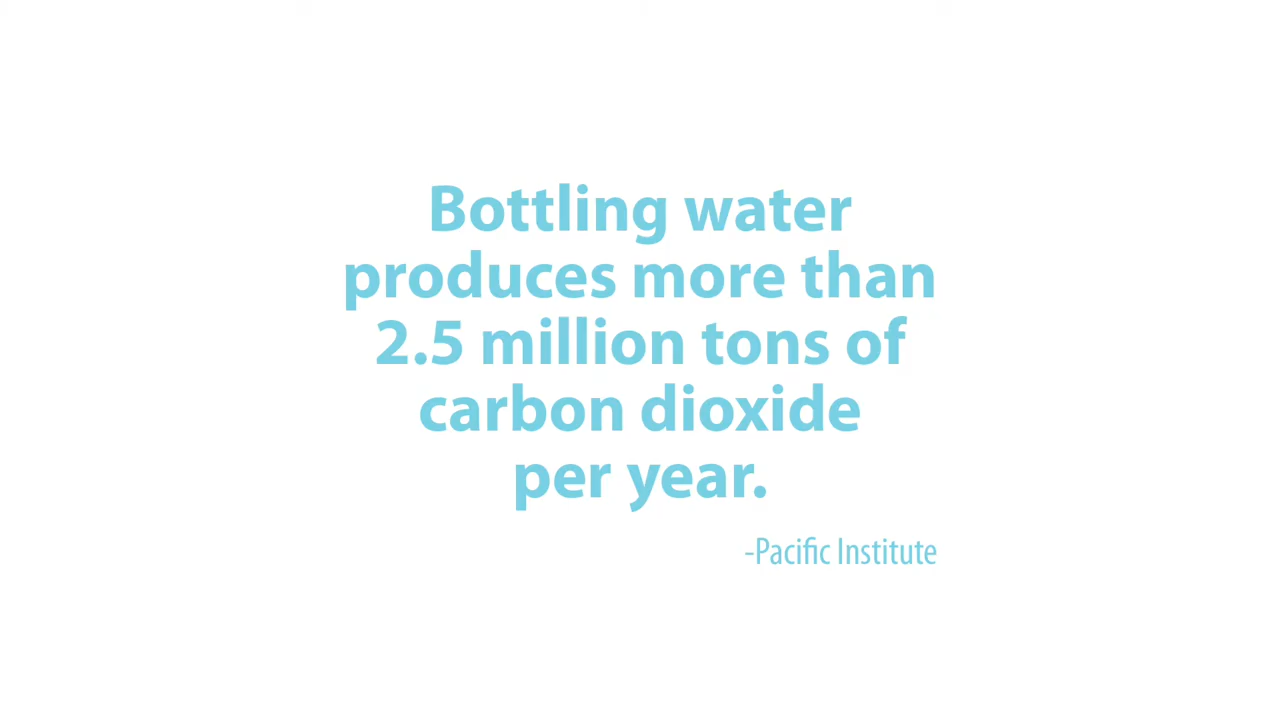 Bottling water
produces more than
2.5 million tons of
carbon dioxide
per year.
-Pacific Institute